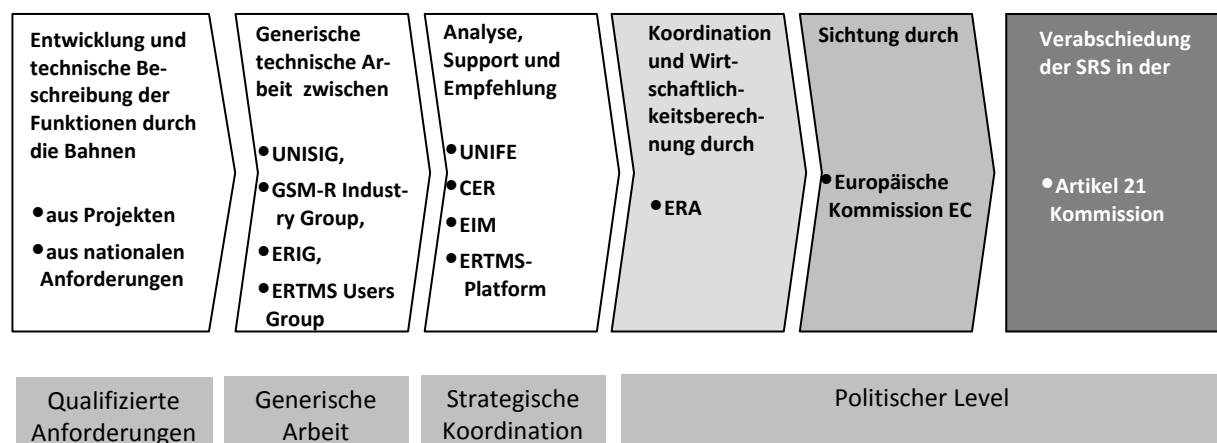 Entwicklung und
technische Be-
schreibung der
Funktionen durch
die Bahnen
•aus Projekten
•aus nationalen
Anforderungen
Generische
technische Ar-
beit zwischen
•UNISIG,
•GSM-R Indust-
ry Group,
•ERIG,
•ERTMS Users
Group
Analyse,
Support und
Empfehlung
•UNIFE
•CER
•EIM
•ERTMS-
Platform
Koordination
und Wirt-
schaftlich-
keitsberech-
nung durch
•ERA
Sichtung durch
•Europäische
Kommission EC
Verabschiedung
der SRS in der
•Artikel 21
Kommission
Qualifizierte
Anforderungen
Generische
Arbeit
Strategische
Koordination
Politischer Level